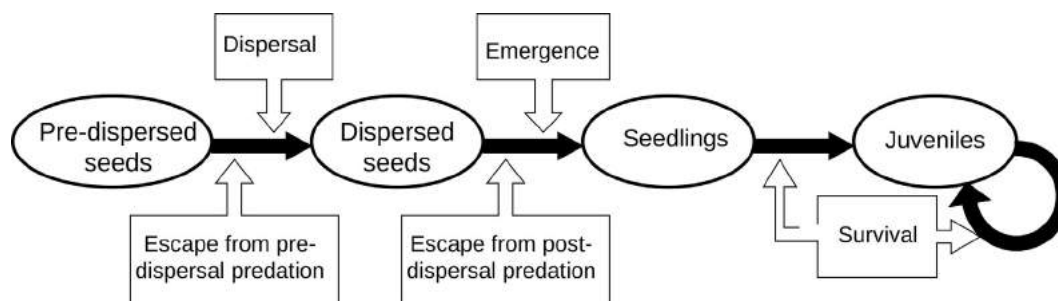 Dispersal
Emergence
Pre-dispersed
seeds
Dispersed
seeds
Seedlings
Juveniles
Escape from pre-
dispersal predation
Escape from post-
dispersal predation
Survival